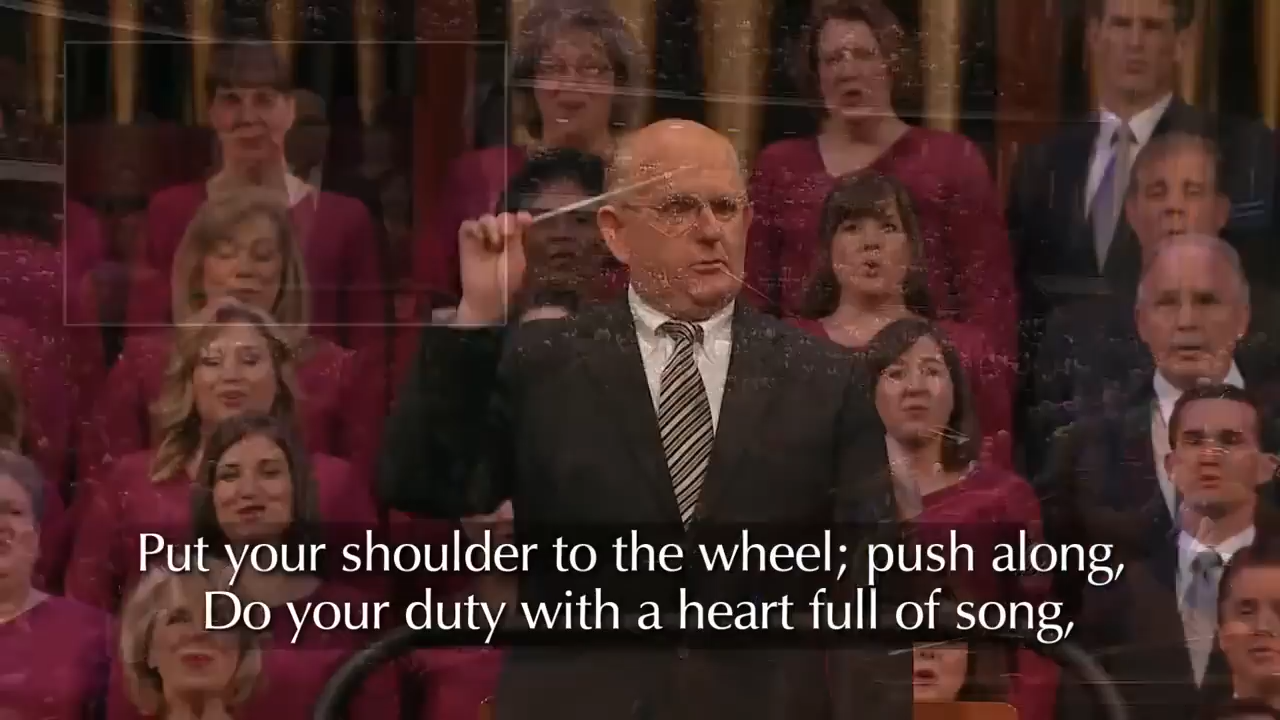 Put your shoulder to the wheel; push along,
Do your duty with a heart full of song,